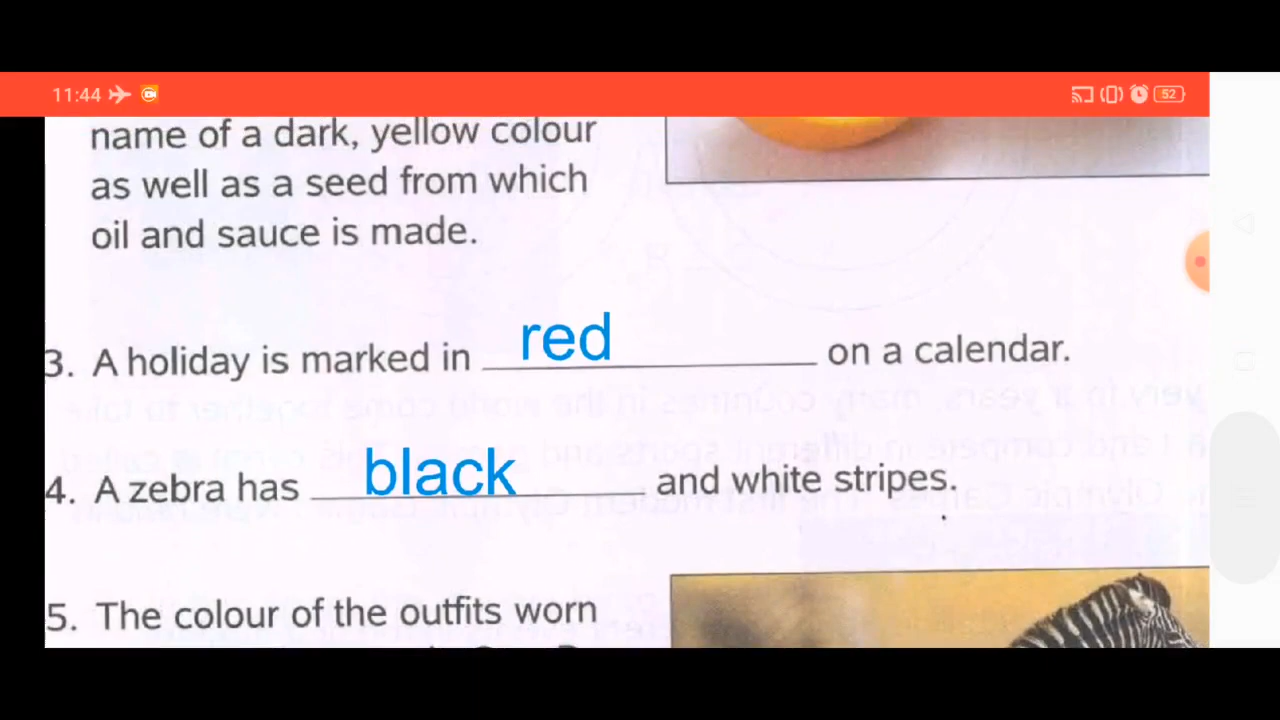 11:44
52
name of a dark, yellow colour
as well as a seed from which
oil and sauce is made.
3. A holiday is marked in red on a calendar.
4. A zebra has black and white stripes.
5. The colour of the outfits worn